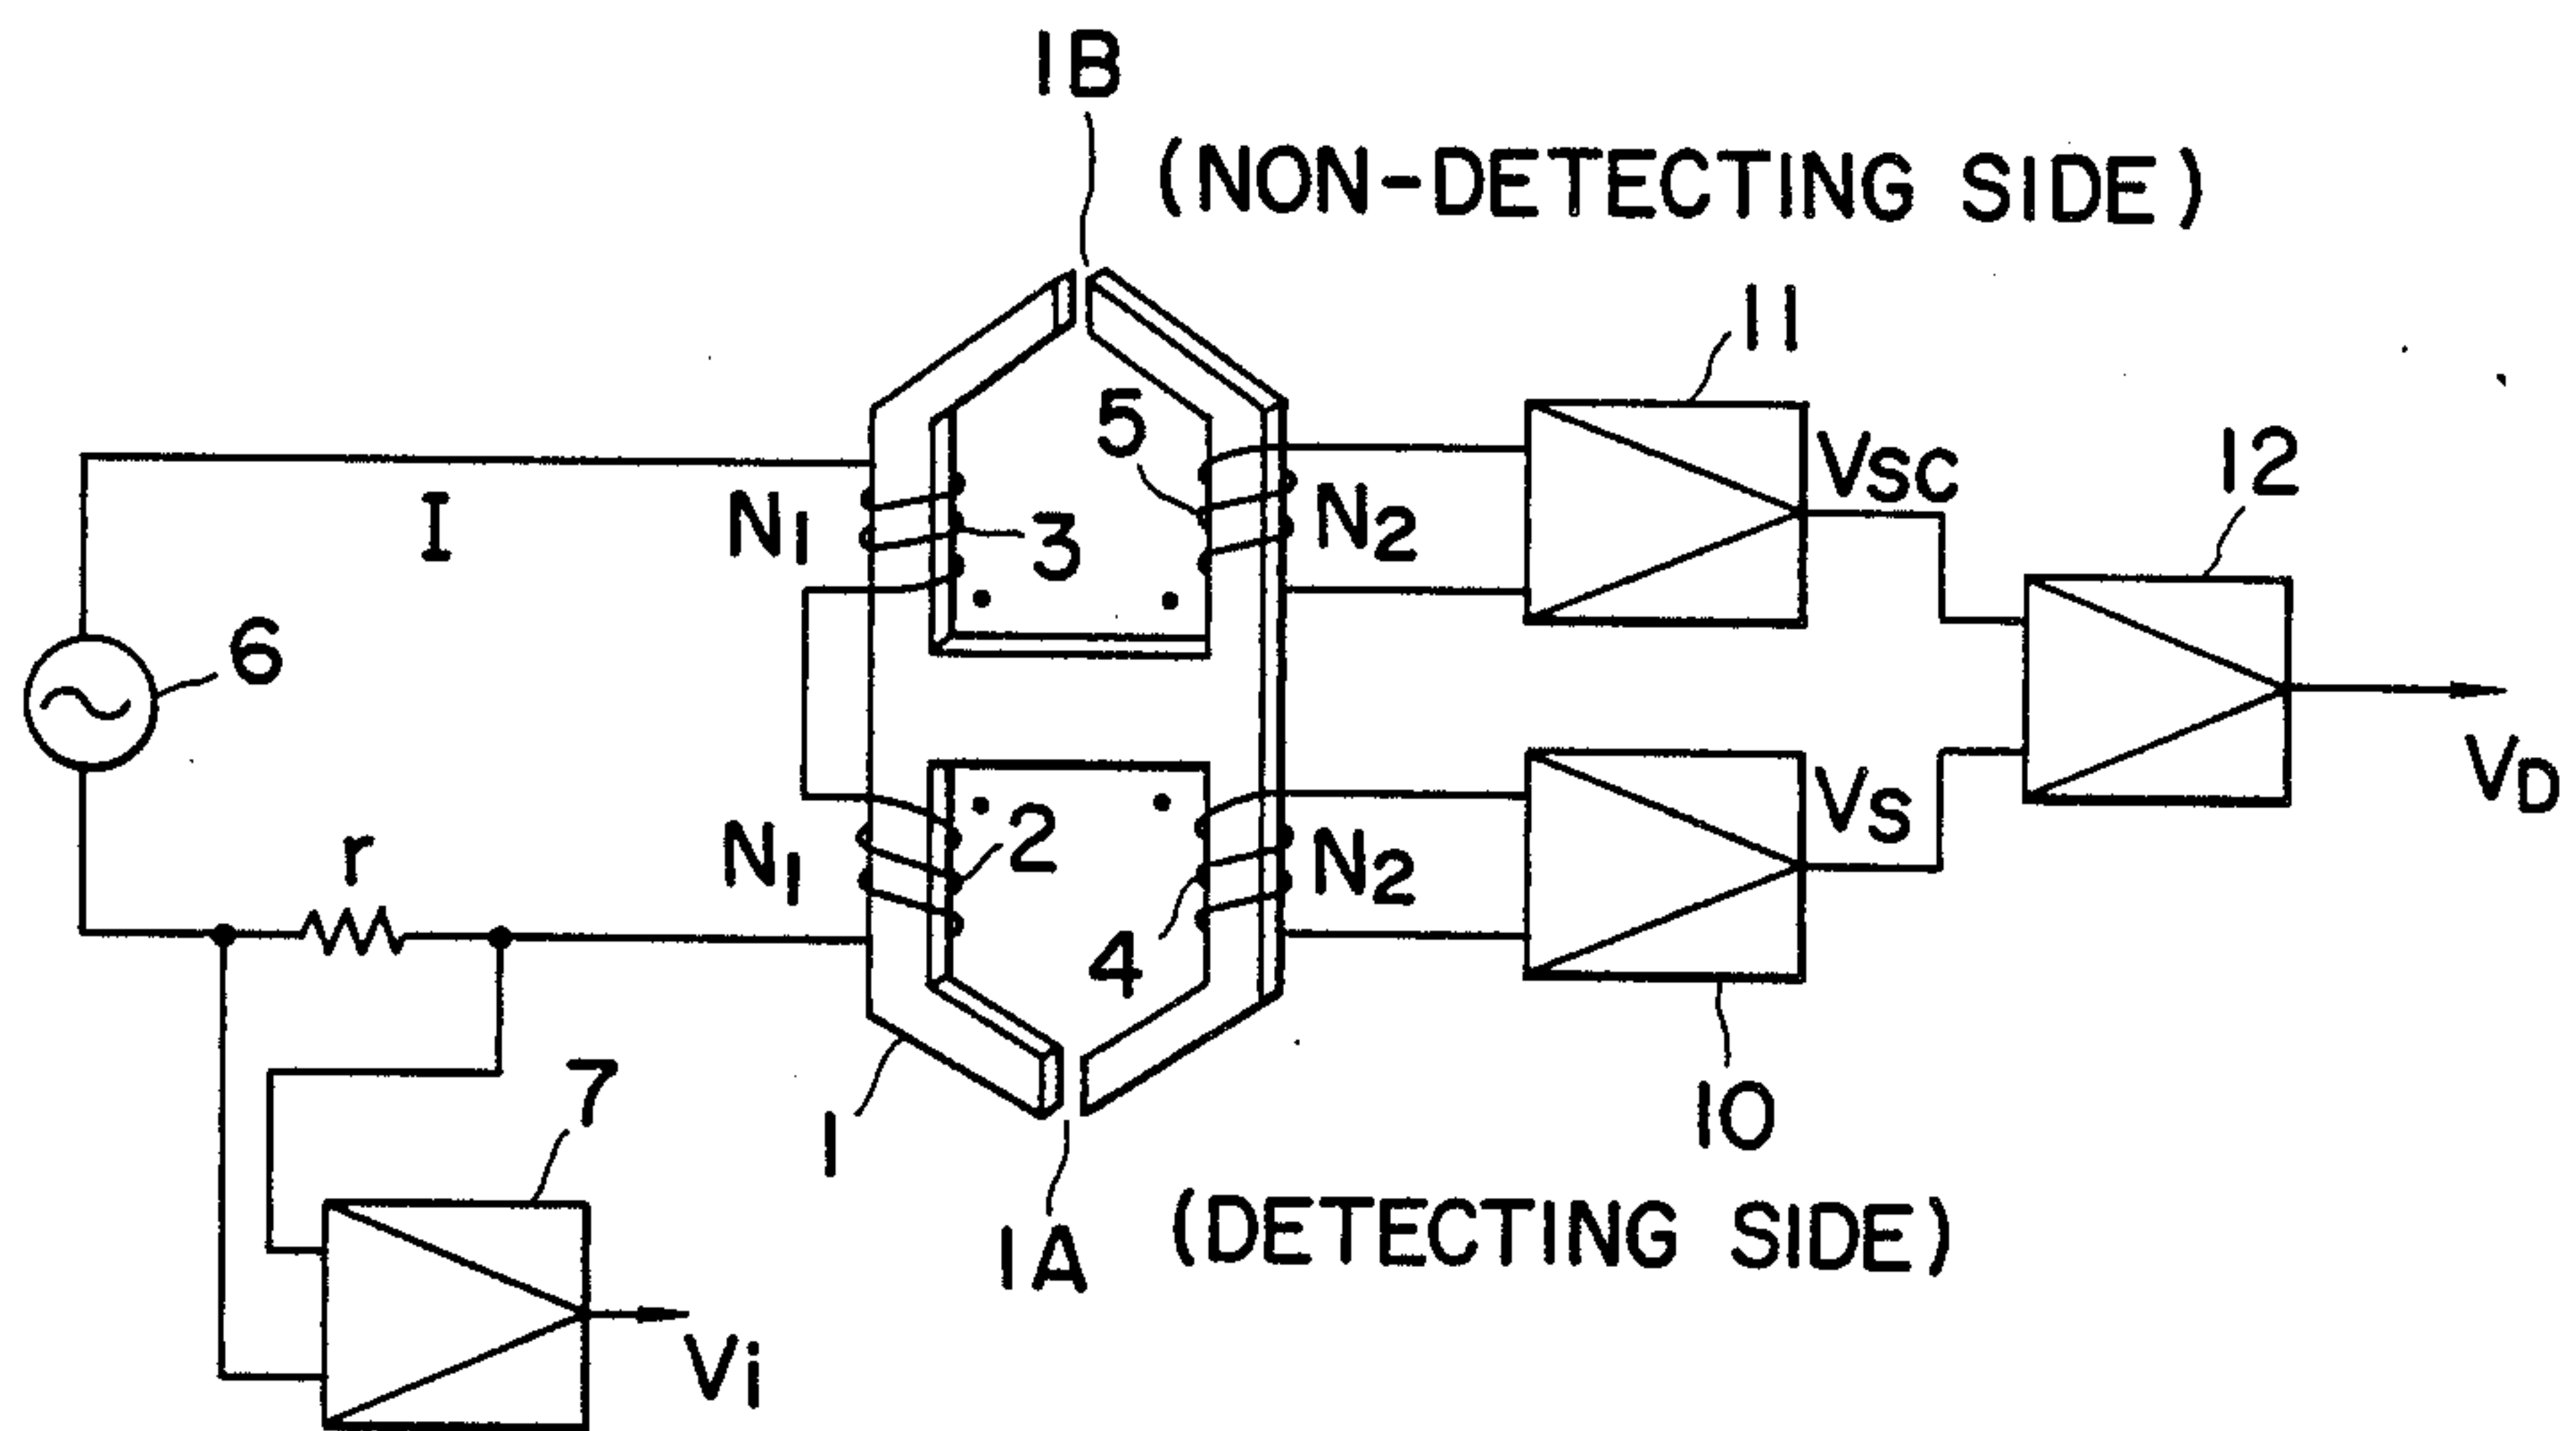 1B
(NON-DETECTING SIDE)
11
5
VSC
12
I
N1
3
N2
6
VD
VS
r
N1
2
N2
4
7
1
10
1A
(DETECTING SIDE)
Vi